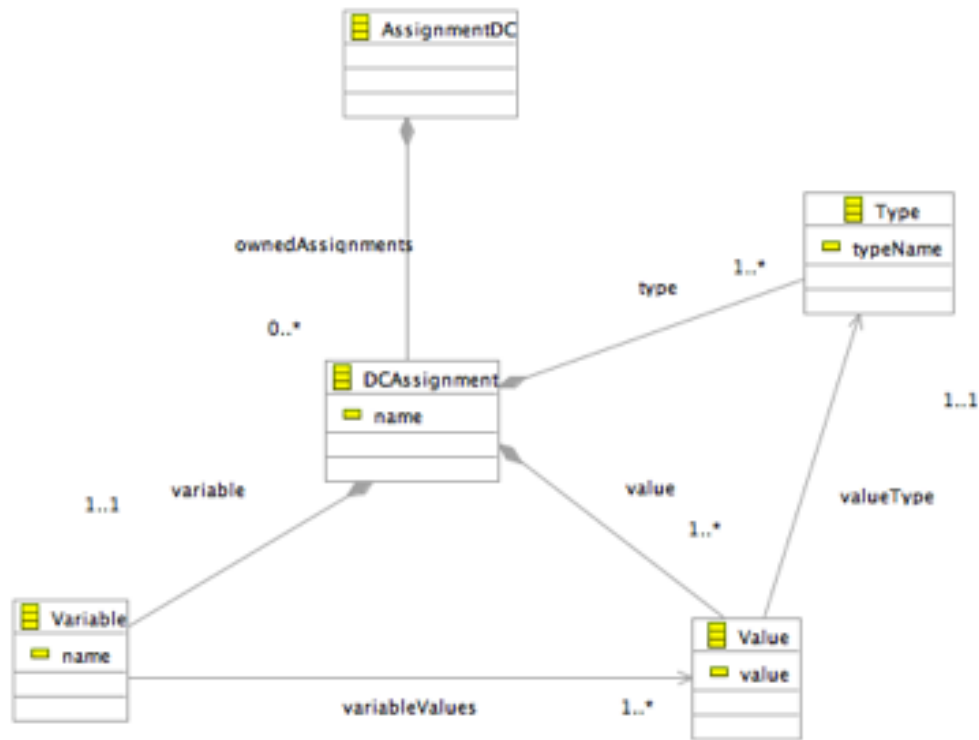 AssignmentDC
Type
typeName
ownedAssignments
1..*
type
0..*
DCAssignment
name
1..1
variable
value
1..1
valueType
1..*
Variable
name
Value
value
variableValues
1..*